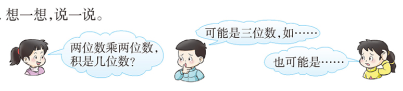 . 想一想,说一说。
两位数乘两位数,
积是几位数?
可能是三位数,如……
也可能是……